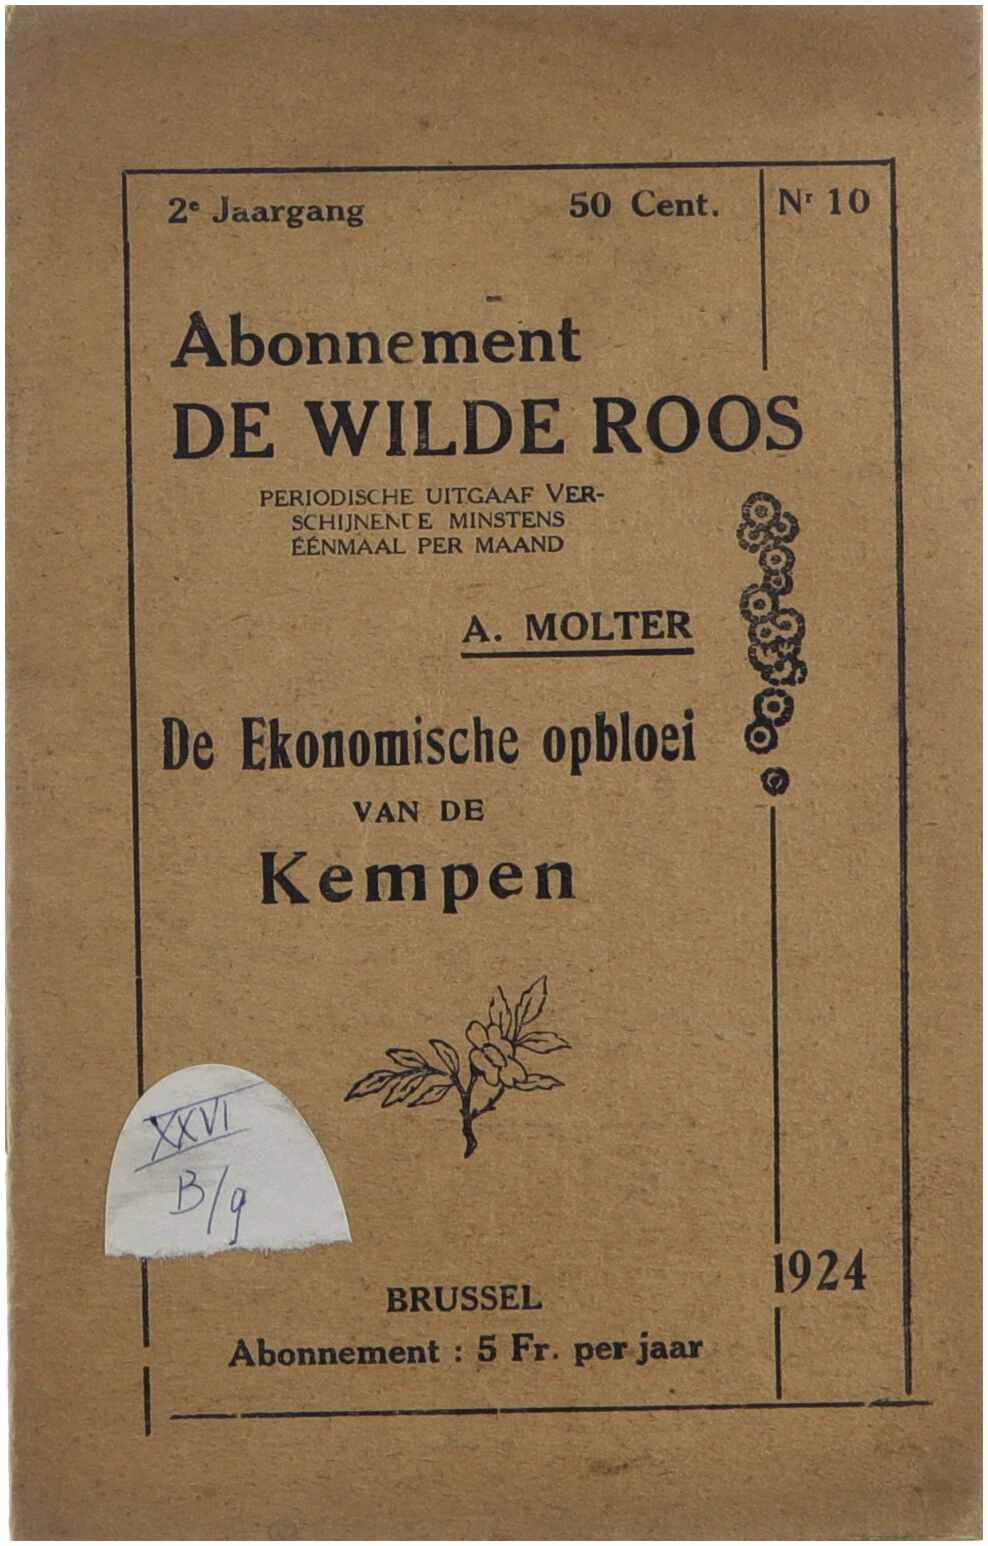 2e Jaargang 50 Cent. Nr 10
Abonnement
DE WILDE ROOS
PERIODISCHE UITGAAF VER-
SCHIJNENDE MINSTENS
ÉÉNMAAL PER MAAND
A. MOLTER
De Ekonomische opbloei
VAN DE
Kempen
XXVI
B/9
1924
BRUSSEL
Abonnement : 5 Fr. per jaar